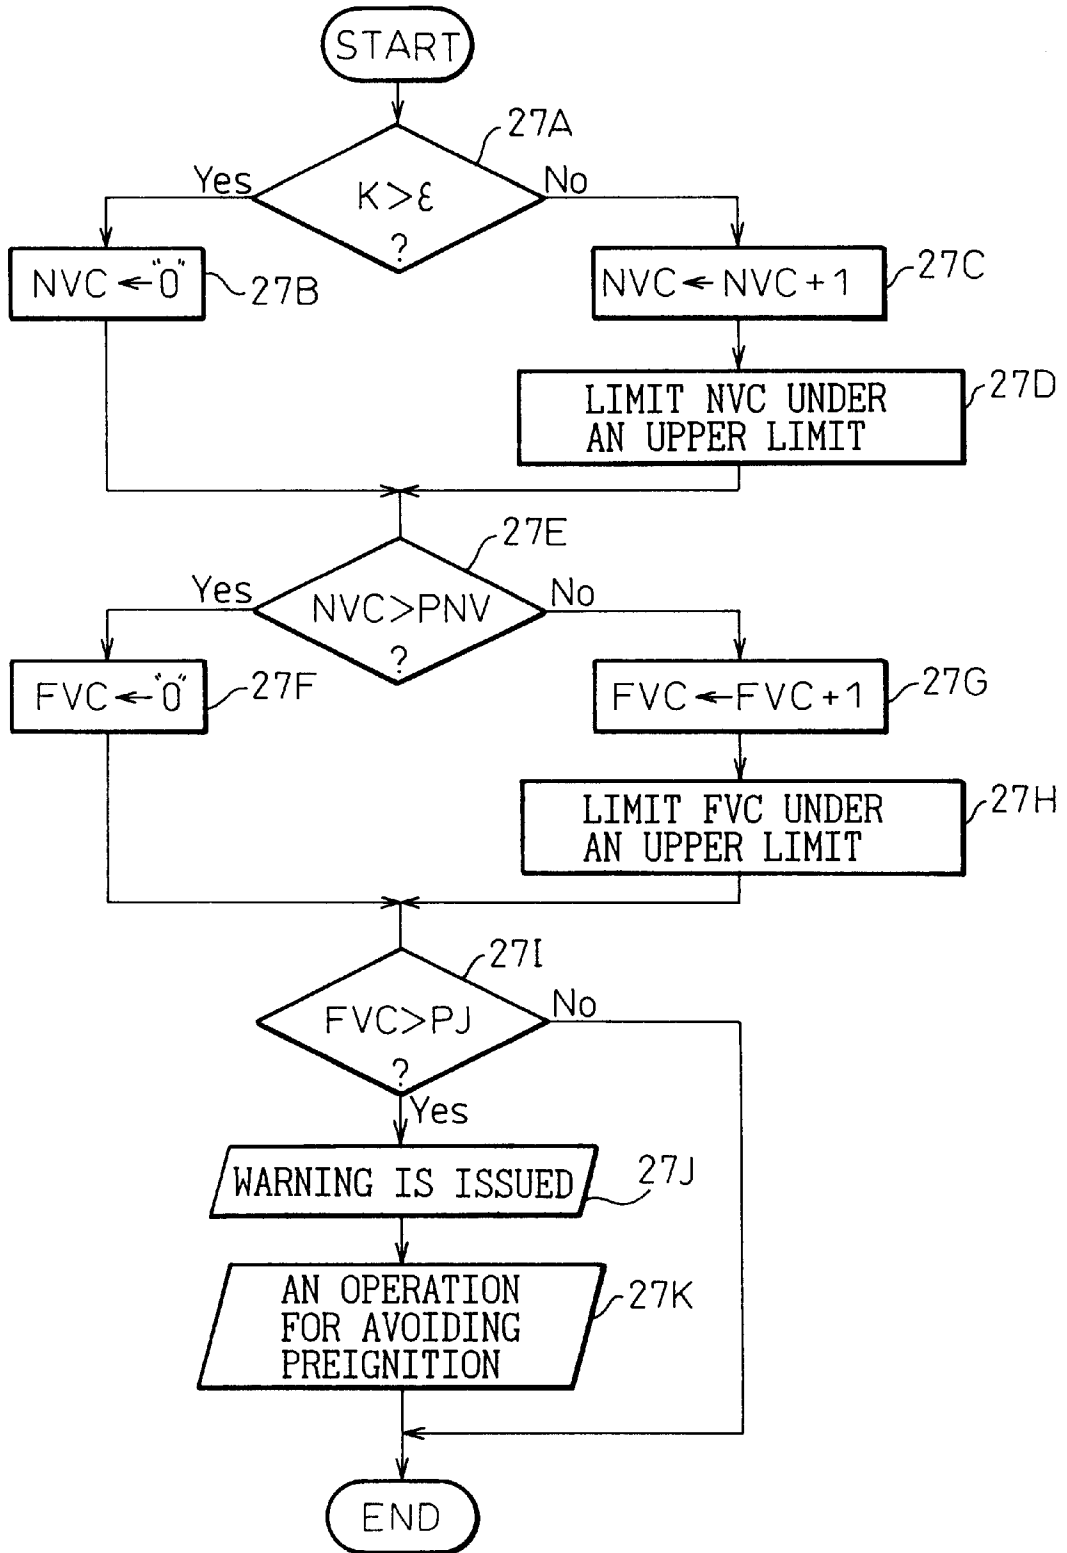 START
27A
Yes
No
K>ε
?
NVC←"0"
27B
NVC←NVC+1
27C
LIMIT NVC UNDER
AN UPPER LIMIT
27D
27E
Yes
No
NVC>PNV
?
FVC←"0"
27F
FVC←FVC+1
27G
LIMIT FVC UNDER
AN UPPER LIMIT
27H
27I
No
FVC>PJ
?
Yes
WARNING IS ISSUED
27J
AN OPERATION
FOR AVOIDING
PREIGNITION
27K
END